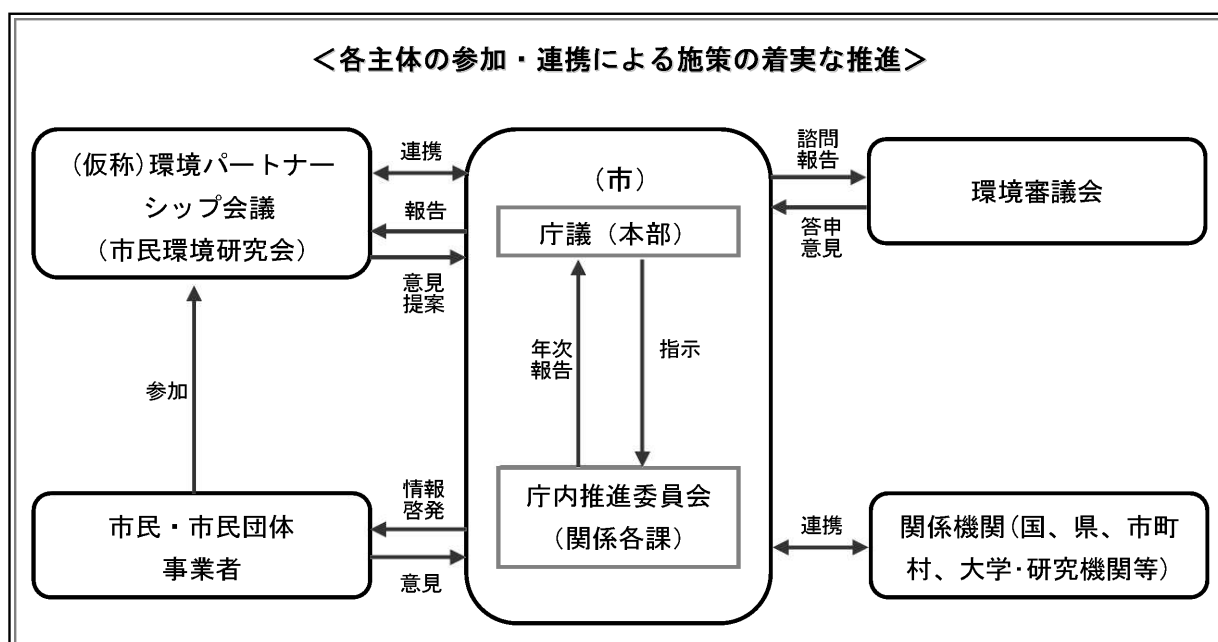 ＜各主体の参加・連携による施策の着実な推進＞
(仮称)環境パートナー
シップ会議
(市民環境研究会)
連携
報告
意見
提案
参加
市民・市民団体
事業者
情報
啓発
意見
(市)
庁議（本部）
年次
報告
指示
庁内推進委員会
(関係各課)
諮問
報告
答申
意見
環境審議会
連携
関係機関(国、県、市町
村、大学･研究機関等)